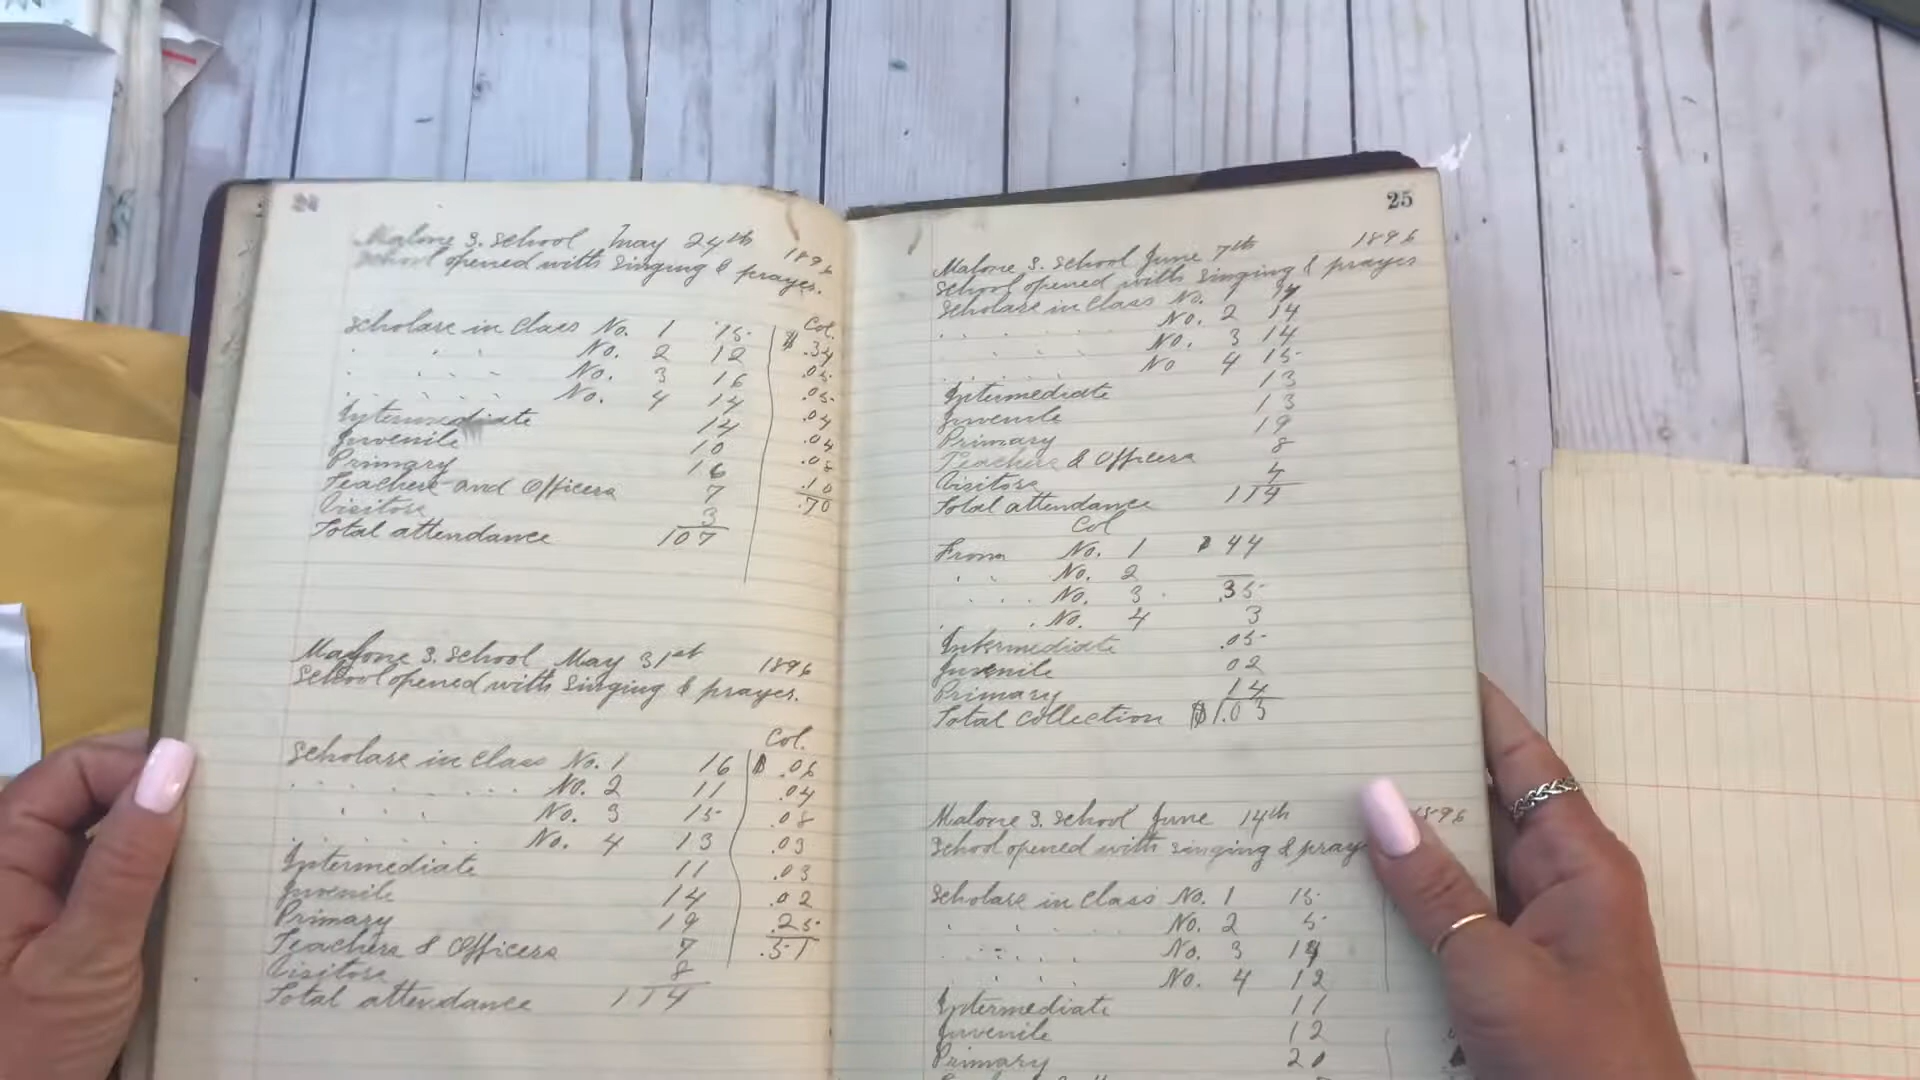 24
Malone S. School May 24th 1896
School opened with singing & prayer.
Col.
Scholars in Class No. 1 15 $ .34
" " " No. 2 12 .05
" " " No. 3 16 .05
" " " No. 4 14 .04
Intermediate 14 .04
Juvenile 10 .08
Primary 16 .10
Teachers and Officers 7 .70
Visitors 3
Total attendance 107
Malone S. School May 31st 1896
School opened with singing & prayer.
Col.
Scholars in Class No. 1 16 $ .06
" " " No. 2 11 .04
" " " No. 3 15 .08
" " " No. 4 13 .03
Intermediate 11 .03
Juvenile 14 .02
Primary 19 .25
Teachers & Officers 7 .51
Visitors 8
Total attendance 114
25
Malone S. School June 7th 1896
School opened with singing & prayer
Scholars in Class No. 1 14
" " " No. 2 14
" " " No. 3 14
" " " No 4 15
Intermediate 13
Juvenile 13
Primary 19
Teachers & Officers 8
Visitors 4
Total attendance 114
Col
From No. 1 $ 44
" " No. 2
" " No. 3 .35
" No. 4 3
Intermediate .05
Juvenile 02
Primary 14
Total Collection $1.03
Malone S. School June 14th 1896
School opened with singing & pray
Scholars in Class No. 1 15
" " " No. 2 5
" " " No. 3 14
" " " No. 4 12
Intermediate 11
Juvenile 12
Primary 20